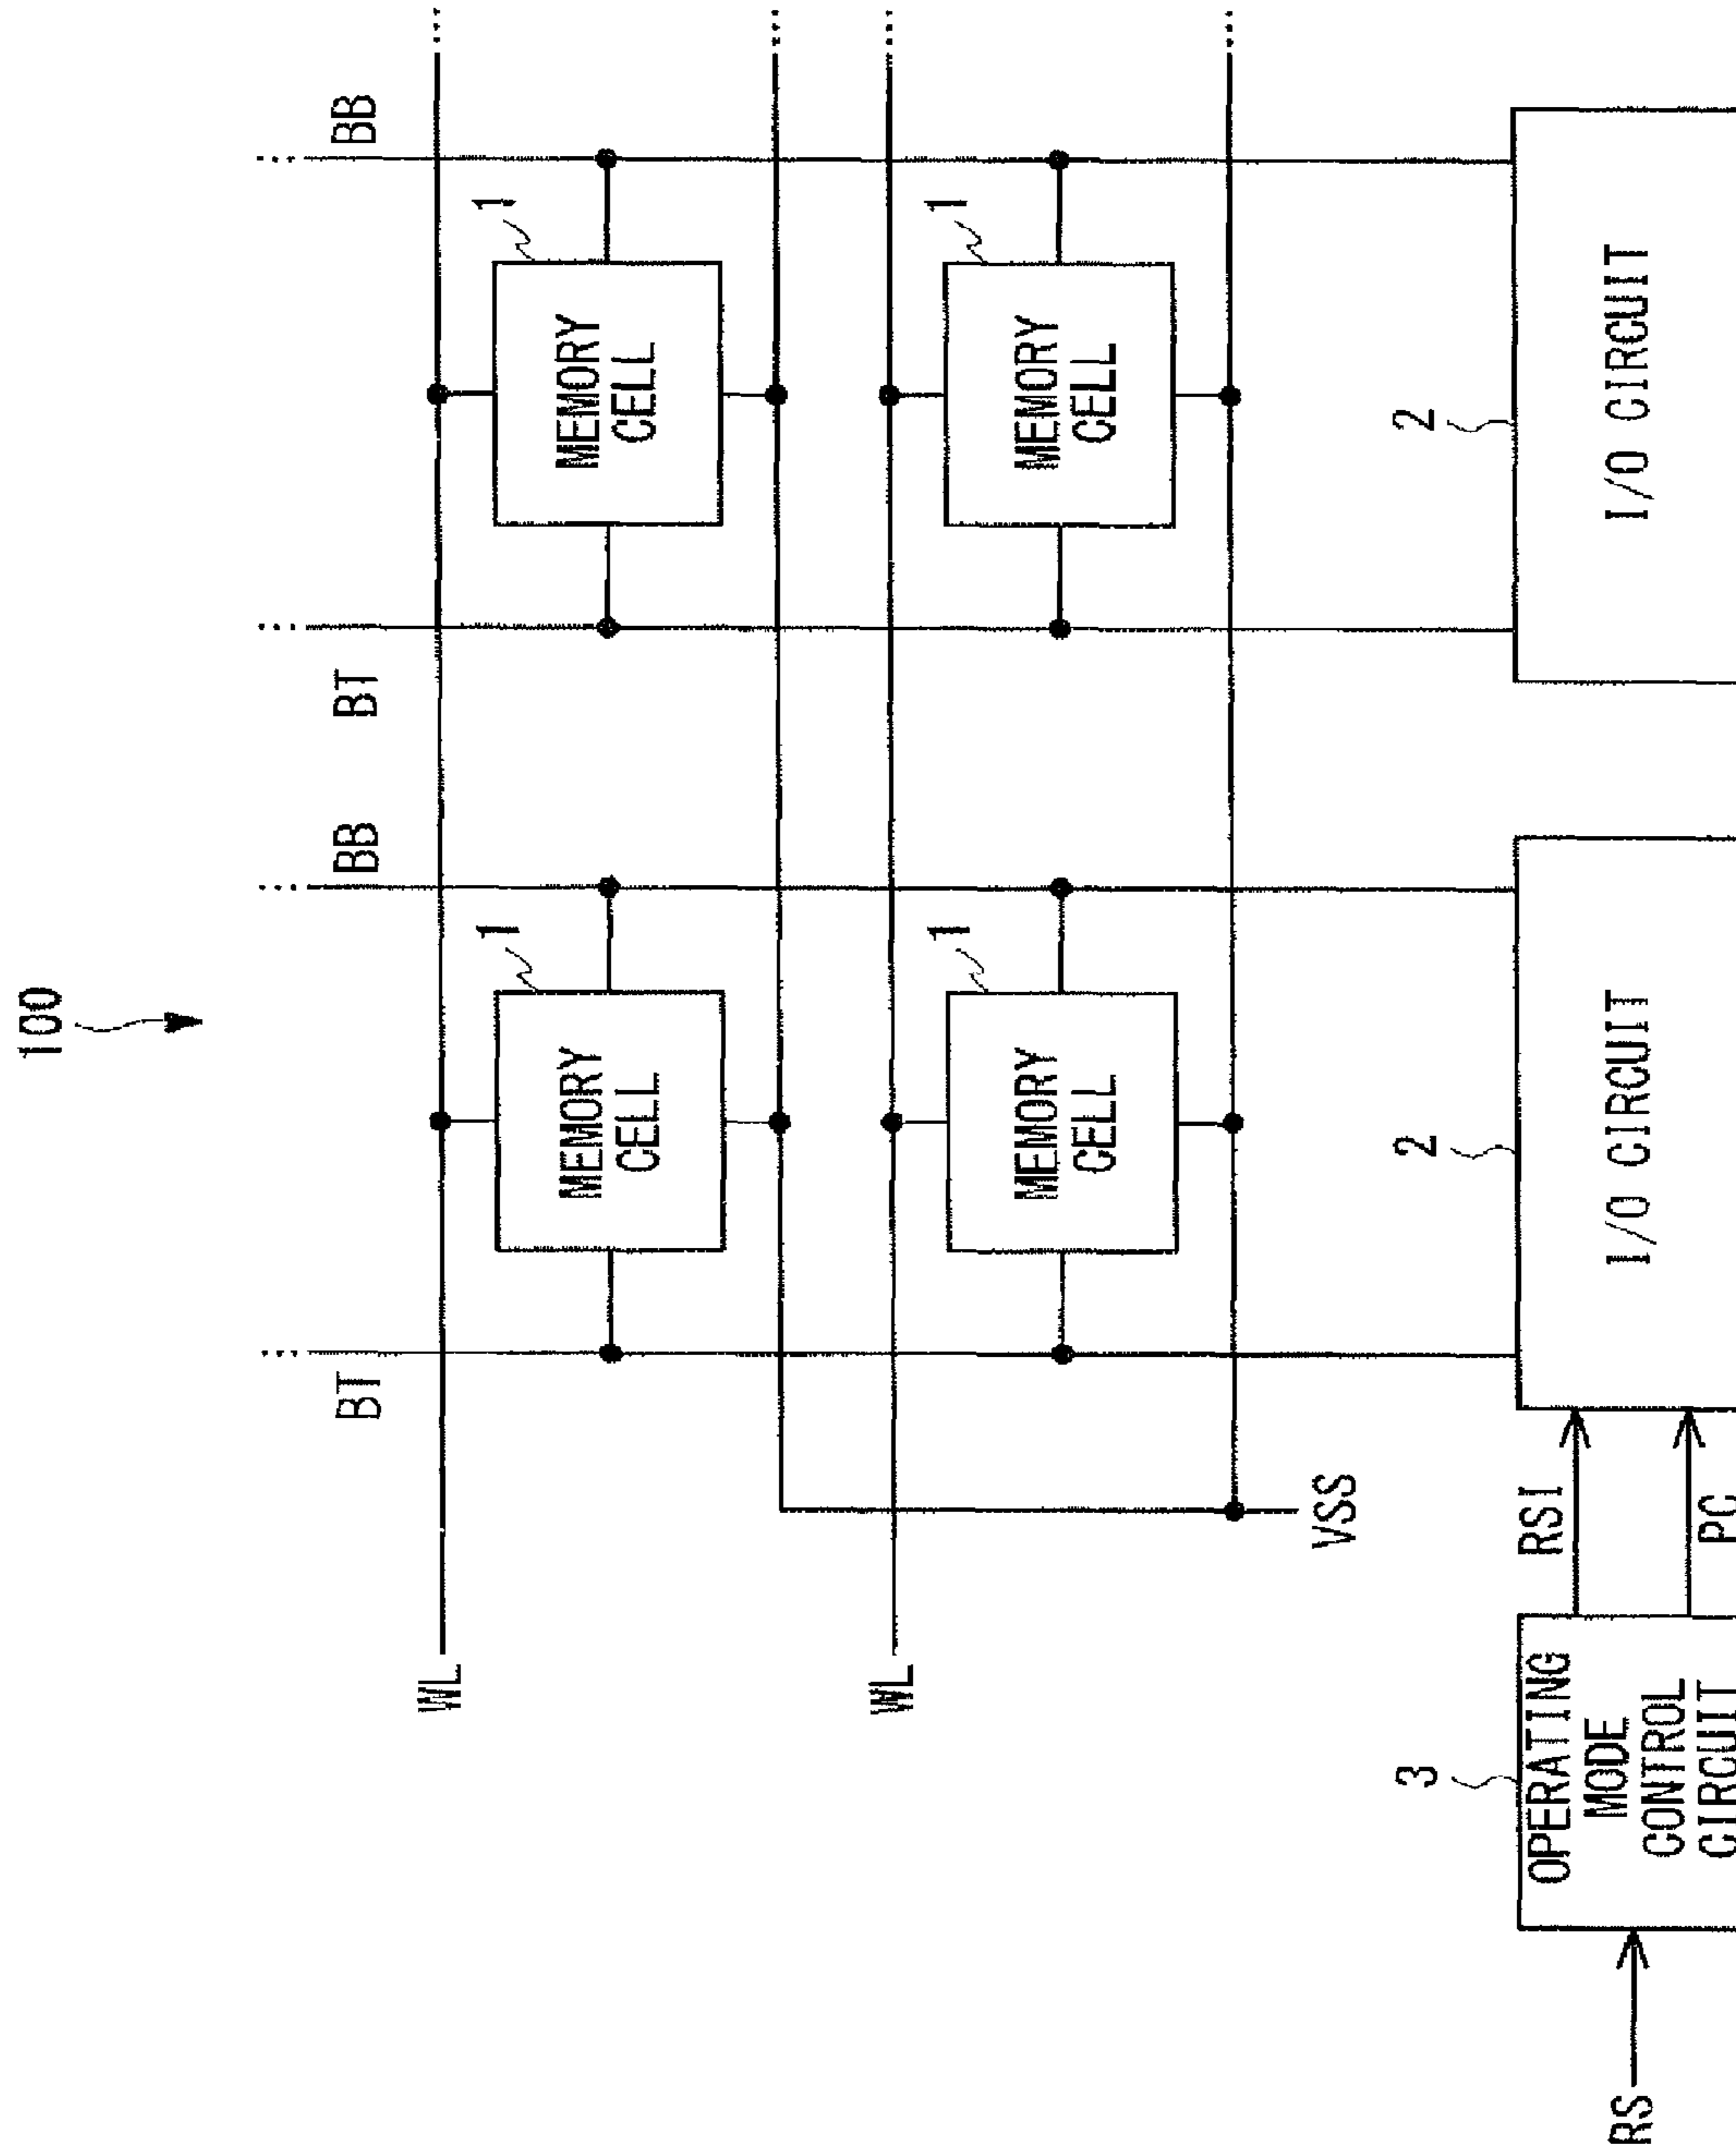 100
BT
BB
BT
BB
WL
1
MEMORY
CELL
1
MEMORY
CELL
WL
1
MEMORY
CELL
1
MEMORY
CELL
VSS
3
2
2
RS
OPERATING
MODE
CONTROL
CIRCUIT
RSI
PC
I/O CIRCUIT
I/O CIRCUIT